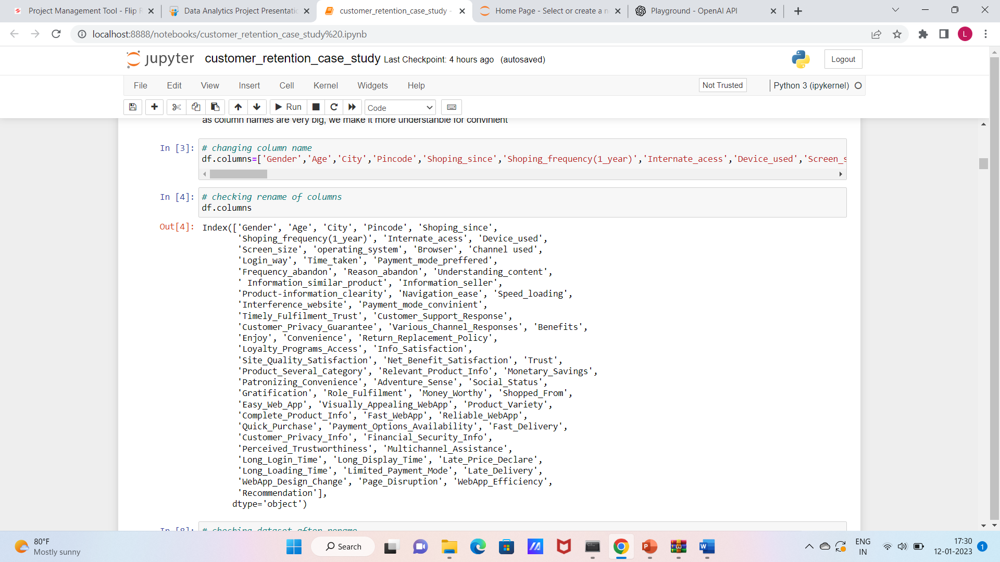 Project Management Tool - Flip R
Data Analytics Project Presentatio
customer_retention_case_study -
Home Page - Select or create a n
Playground - OpenAI API
localhost:8888/notebooks/customer_retention_case_study%20.ipynb
L
jupyter customer_retention_case_study Last Checkpoint: 4 hours ago (autosaved)
Logout
File Edit View Insert Cell Kernel Widgets Help
Not Trusted
Python 3 (ipykernel)
Run
Code
as column names are very big, we make it more understanble for convinient
In [3]: # changing column name
df.columns=['Gender','Age','City','Pincode','Shoping_since','Shoping_frequency(1_year)','Internate_acess','Device_used','Screen_s
In [4]: # checking rename of columns
df.columns
Out[4]: Index(['Gender', 'Age', 'City', 'Pincode', 'Shoping_since',
'Shoping_frequency(1_year)', 'Internate_acess', 'Device_used',
'Screen_size', 'operating_system', 'Browser', 'Channel used',
'Login_way', 'Time_taken', 'Payment_mode_preffered',
'Frequency_abandon', 'Reason_abandon', 'Understanding_content',
' Information_similar_product', 'Information_seller',
'Product-information_clearity', 'Navigation_ease', 'Speed_loading',
'Interference_website', 'Payment_mode_convinient',
'Timely_Fulfilment_Trust', 'Customer_Support_Response',
'Customer_Privacy_Guarantee', 'Various_Channel_Responses', 'Benefits',
'Enjoy', 'Convenience', 'Return_Replacement_Policy',
'Loyalty_Programs_Access', 'Info_Satisfaction',
'Site_Quality_Satisfaction', 'Net_Benefit_Satisfaction', 'Trust',
'Product_Several_Category', 'Relevant_Product_Info', 'Monetary_Savings',
'Patronizing_Convenience', 'Adventure_Sense', 'Social_Status',
'Gratification', 'Role_Fulfilment', 'Money_Worthy', 'Shopped_From',
'Easy_Web_App', 'Visually_Appealing_WebApp', 'Product_Variety',
'Complete_Product_Info', 'Fast_WebApp', 'Reliable_WebApp',
'Quick_Purchase', 'Payment_Options_Availability', 'Fast_Delivery',
'Customer_Privacy_Info', 'Financial_Security_Info',
'Perceived_Trustworthiness', 'Multichannel_Assistance',
'Long_Login_Time', 'Long_Display_Time', 'Late_Price_Declare',
'Long_Loading_Time', 'Limited_Payment_Mode', 'Late_Delivery',
'WebApp_Design_Change', 'Page_Disruption', 'WebApp_Efficiency',
'Recommendation'],
dtype='object')
In [8]: # checking dataset after rename
80°F
Mostly sunny
Search
ENG
IN
17:30
12-01-2023
1